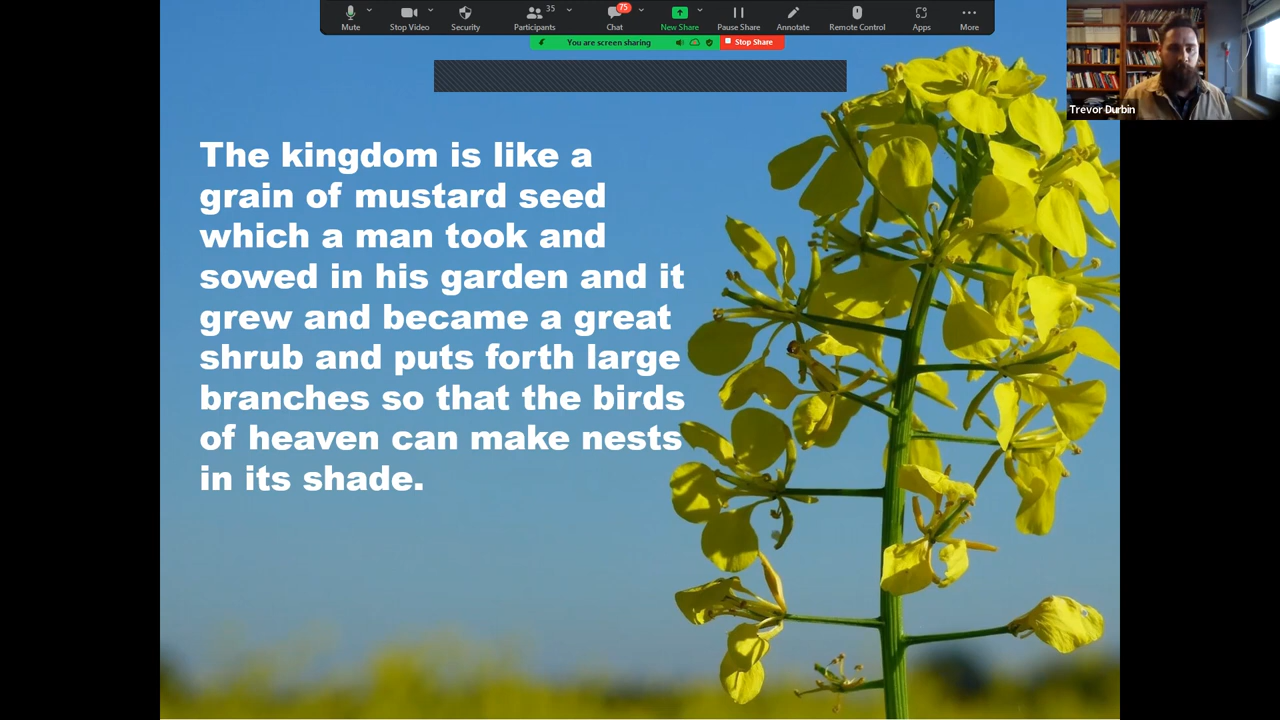 Mute
Stop Video
Security
Participants
35
Chat
75
New Share
Pause Share
Annotate
Remote Control
Apps
More
You are screen sharing
Stop Share
Trevor Durbin
The kingdom is like a
grain of mustard seed
which a man took and
sowed in his garden and it
grew and became a great
shrub and puts forth large
branches so that the birds
of heaven can make nests
in its shade.